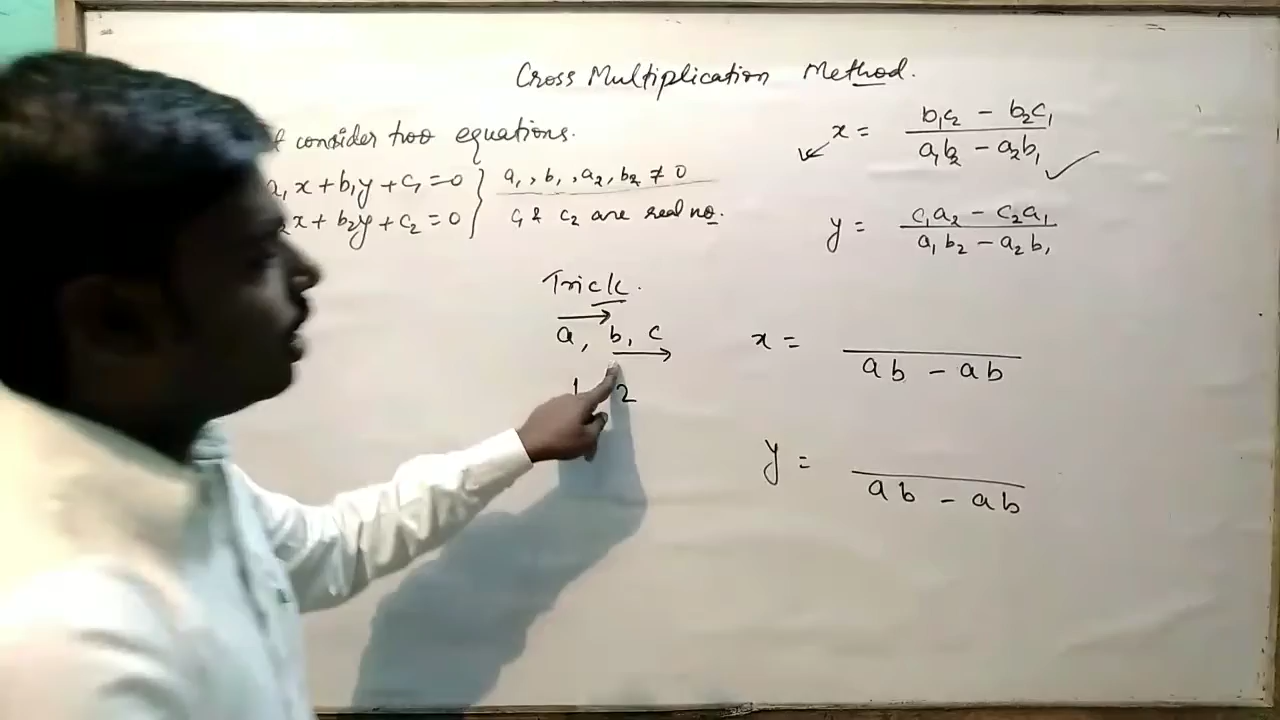 Cross Multiplication Method.
consider two equations.
a₁x + b₁y + c₁ = 0 } a₁, b₁, a₂, b₂ ≠ 0
₂x + b₂y + c₂ = 0 } c₁ & c₂ are real no.
x = (b₁c₂ - b₂c₁) / (a₁b₂ - a₂b₁)
y = (c₁a₂ - c₂a₁) / (a₁b₂ - a₂b₁)
Trick.
a, b, c
1 2
x = ab - ab
y = ab - ab